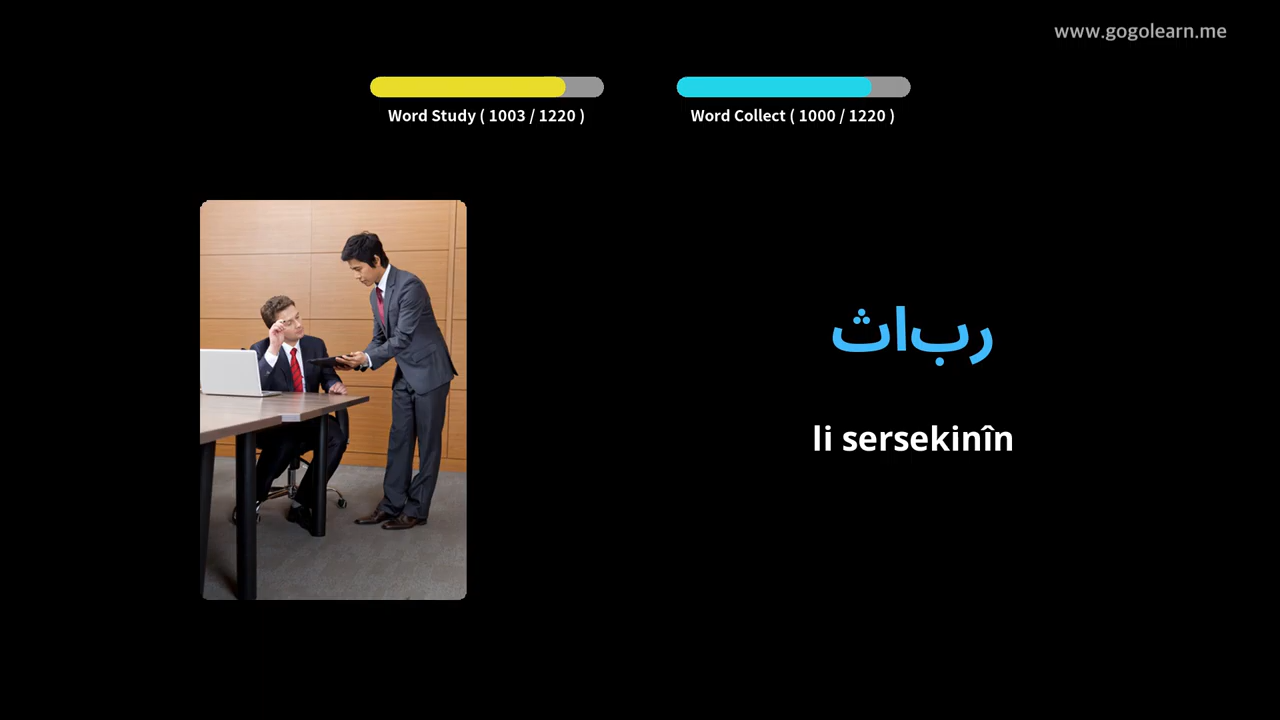 www.gogolearn.me
Word Study ( 1003 / 1220 )
Word Collect ( 1000 / 1220 )
رباث
li sersekinîn